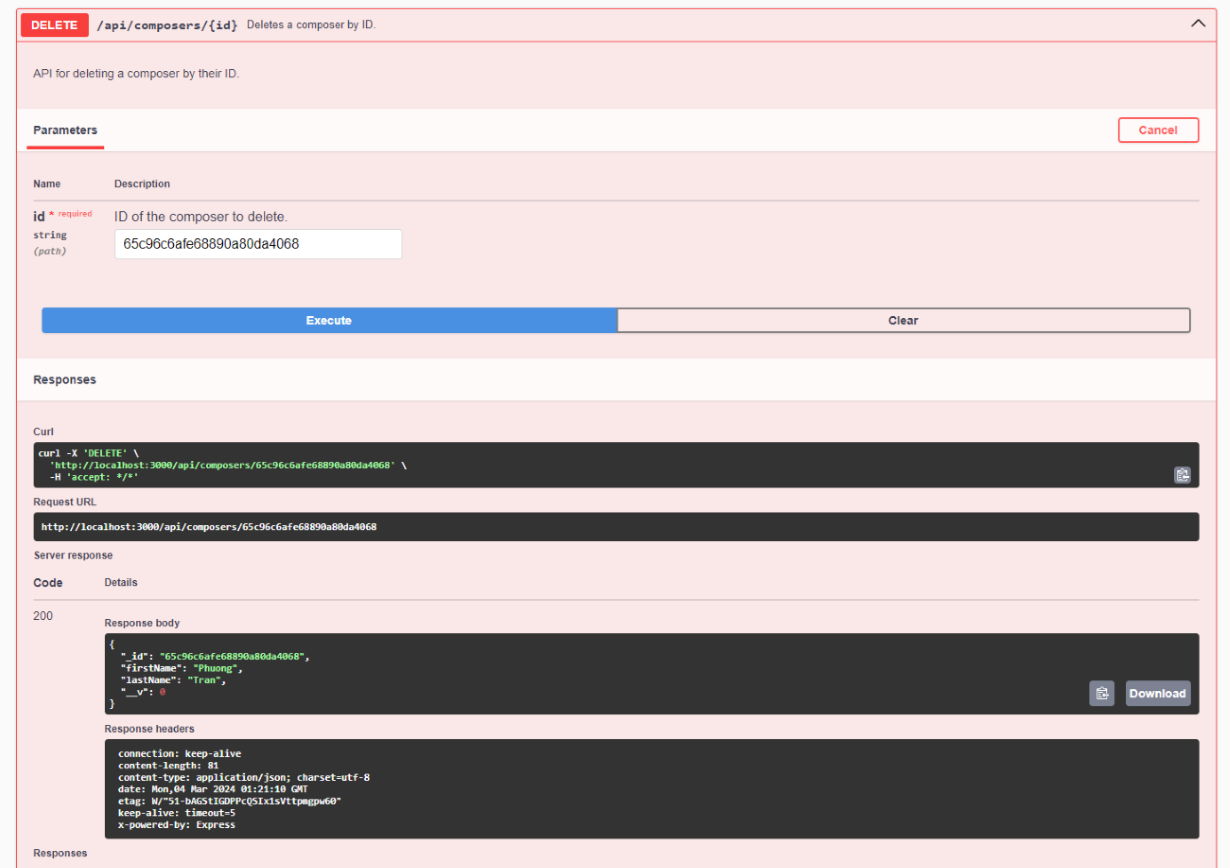 DELETE /api/composers/{id} Deletes a composer by ID.
API for deleting a composer by their ID.
Parameters
Cancel
Name Description
id * required ID of the composer to delete.
string
(path)
65c96c6afe68890a80da4068
Execute Clear
Responses
Curl
curl -X 'DELETE' \
'http://localhost:3000/api/composers/65c96c6afe68890a80da4068' \
-H 'accept: */*'
Request URL
http://localhost:3000/api/composers/65c96c6afe68890a80da4068
Server response
Code Details
200
Response body
{
"_id": "65c96c6afe68890a80da4068",
"firstName": "Phuong",
"lastName": "Tran",
"__v": 0
}
Download
Response headers
connection: keep-alive
content-length: 81
content-type: application/json; charset=utf-8
date: Mon,04 Mar 2024 01:21:10 GMT
etag: W/"51-bAGStIGDPPcQSIx1sVttpmgpw60"
keep-alive: timeout=5
x-powered-by: Express
Responses